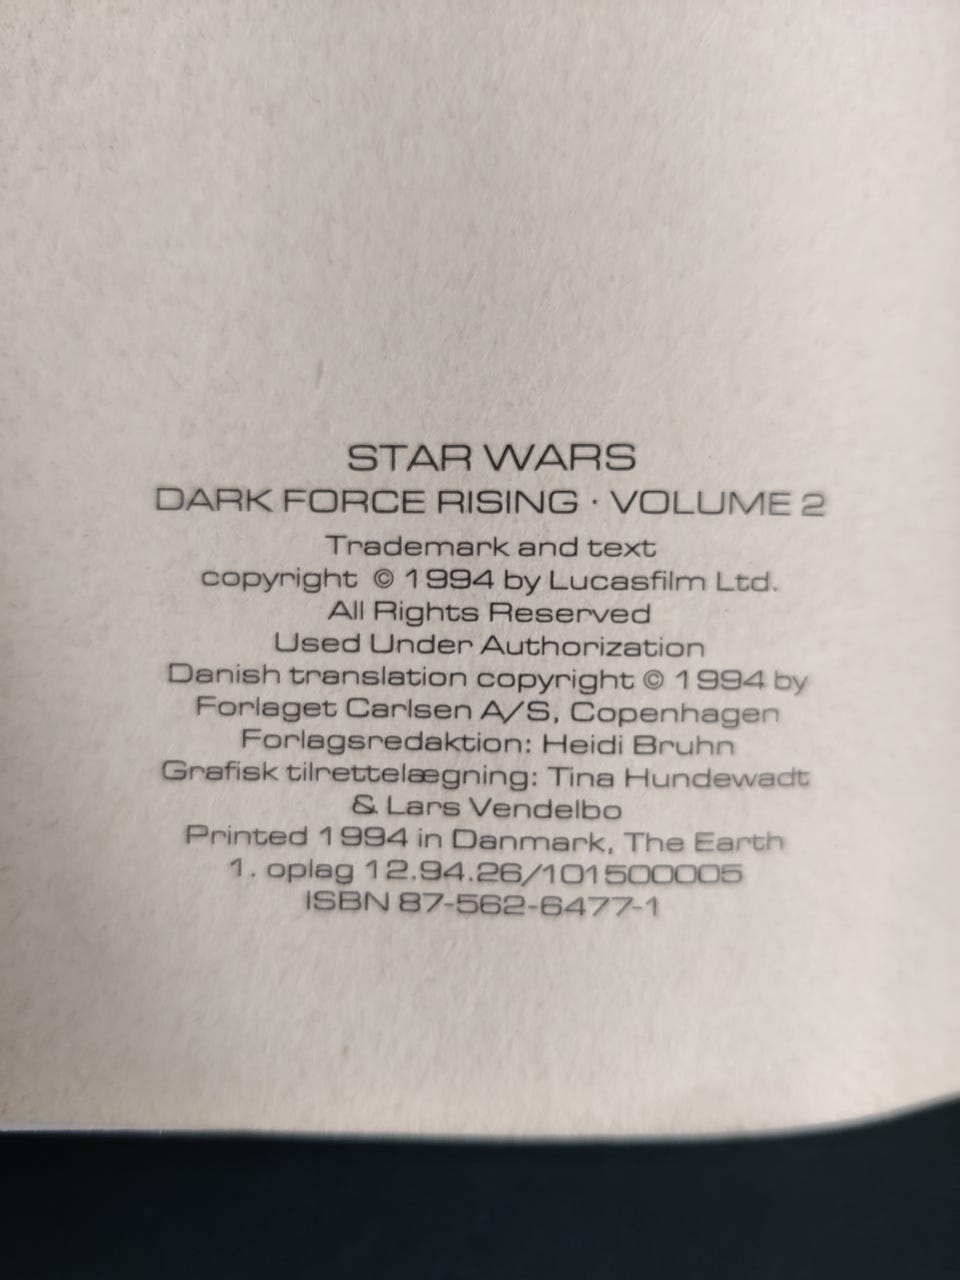 STAR WARS
DARK FORCE RISING · VOLUME 2
Trademark and text
copyright © 1994 by Lucasfilm Ltd.
All Rights Reserved
Used Under Authorization
Danish translation copyright © 1994 by
Forlaget Carlsen A/S, Copenhagen
Forlagsredaktion: Heidi Bruhn
Grafisk tilrettelægning: Tina Hundewadt
& Lars Vendelbo
Printed 1994 in Danmark, The Earth
1. oplag 12.94.26/101500005
ISBN 87-562-6477-1